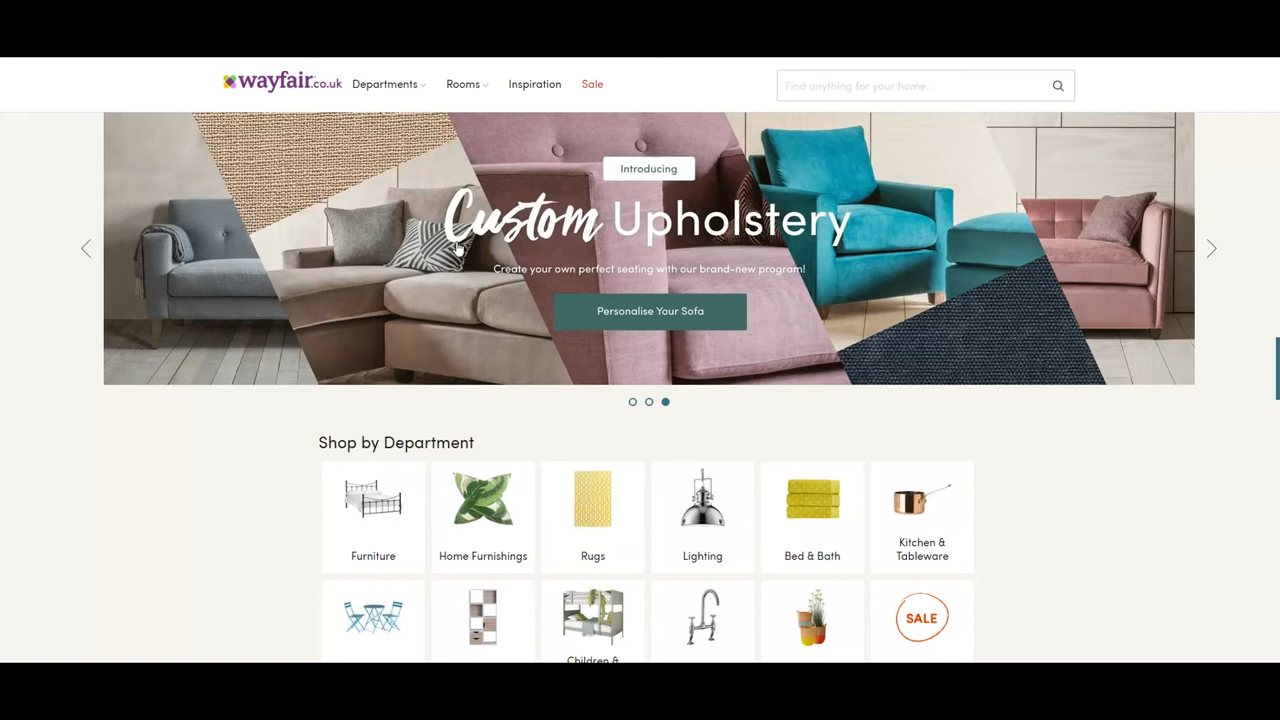 wayfair.co.uk Departments Rooms Inspiration Sale Find anything for your home...
Introducing
Custom Upholstery
Create your own perfect seating with our brand-new program!
Personalise Your Sofa
Shop by Department
Furniture Home Furnishings Rugs Lighting Bed & Bath Kitchen & Tableware
SALE
Children &